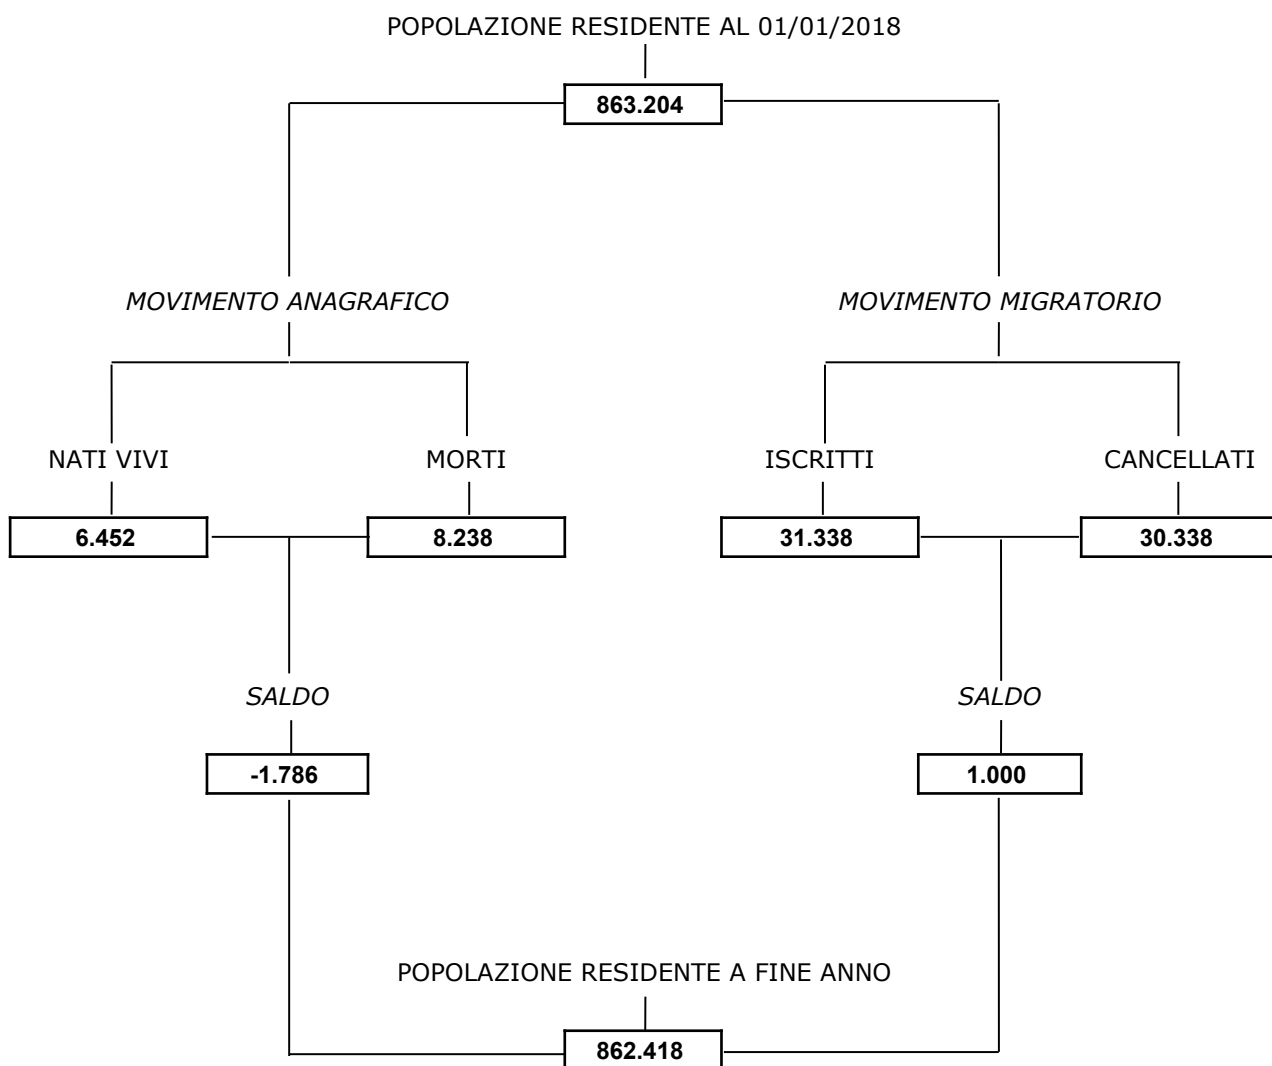 POPOLAZIONE RESIDENTE AL 01/01/2018
863.204
MOVIMENTO ANAGRAFICO
MOVIMENTO MIGRATORIO
NATI VIVI
MORTI
ISCRITTI
CANCELLATI
6.452
8.238
31.338
30.338
SALDO
SALDO
-1.786
1.000
POPOLAZIONE RESIDENTE A FINE ANNO
862.418